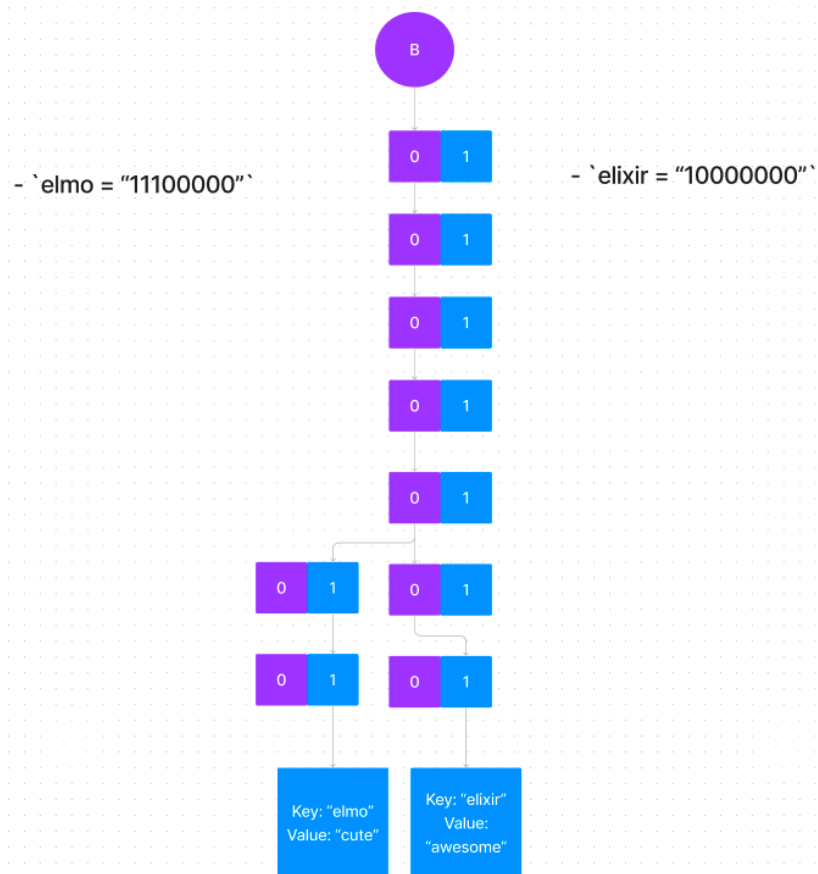 B
0 1
- `elmo = “11100000”`
- `elixir = “10000000”`
0 1
0 1
0 1
0 1
0 1 0 1
0 1 0 1
Key: “elmo”
Value: “cute”
Key: “elixir”
Value:
“awesome”